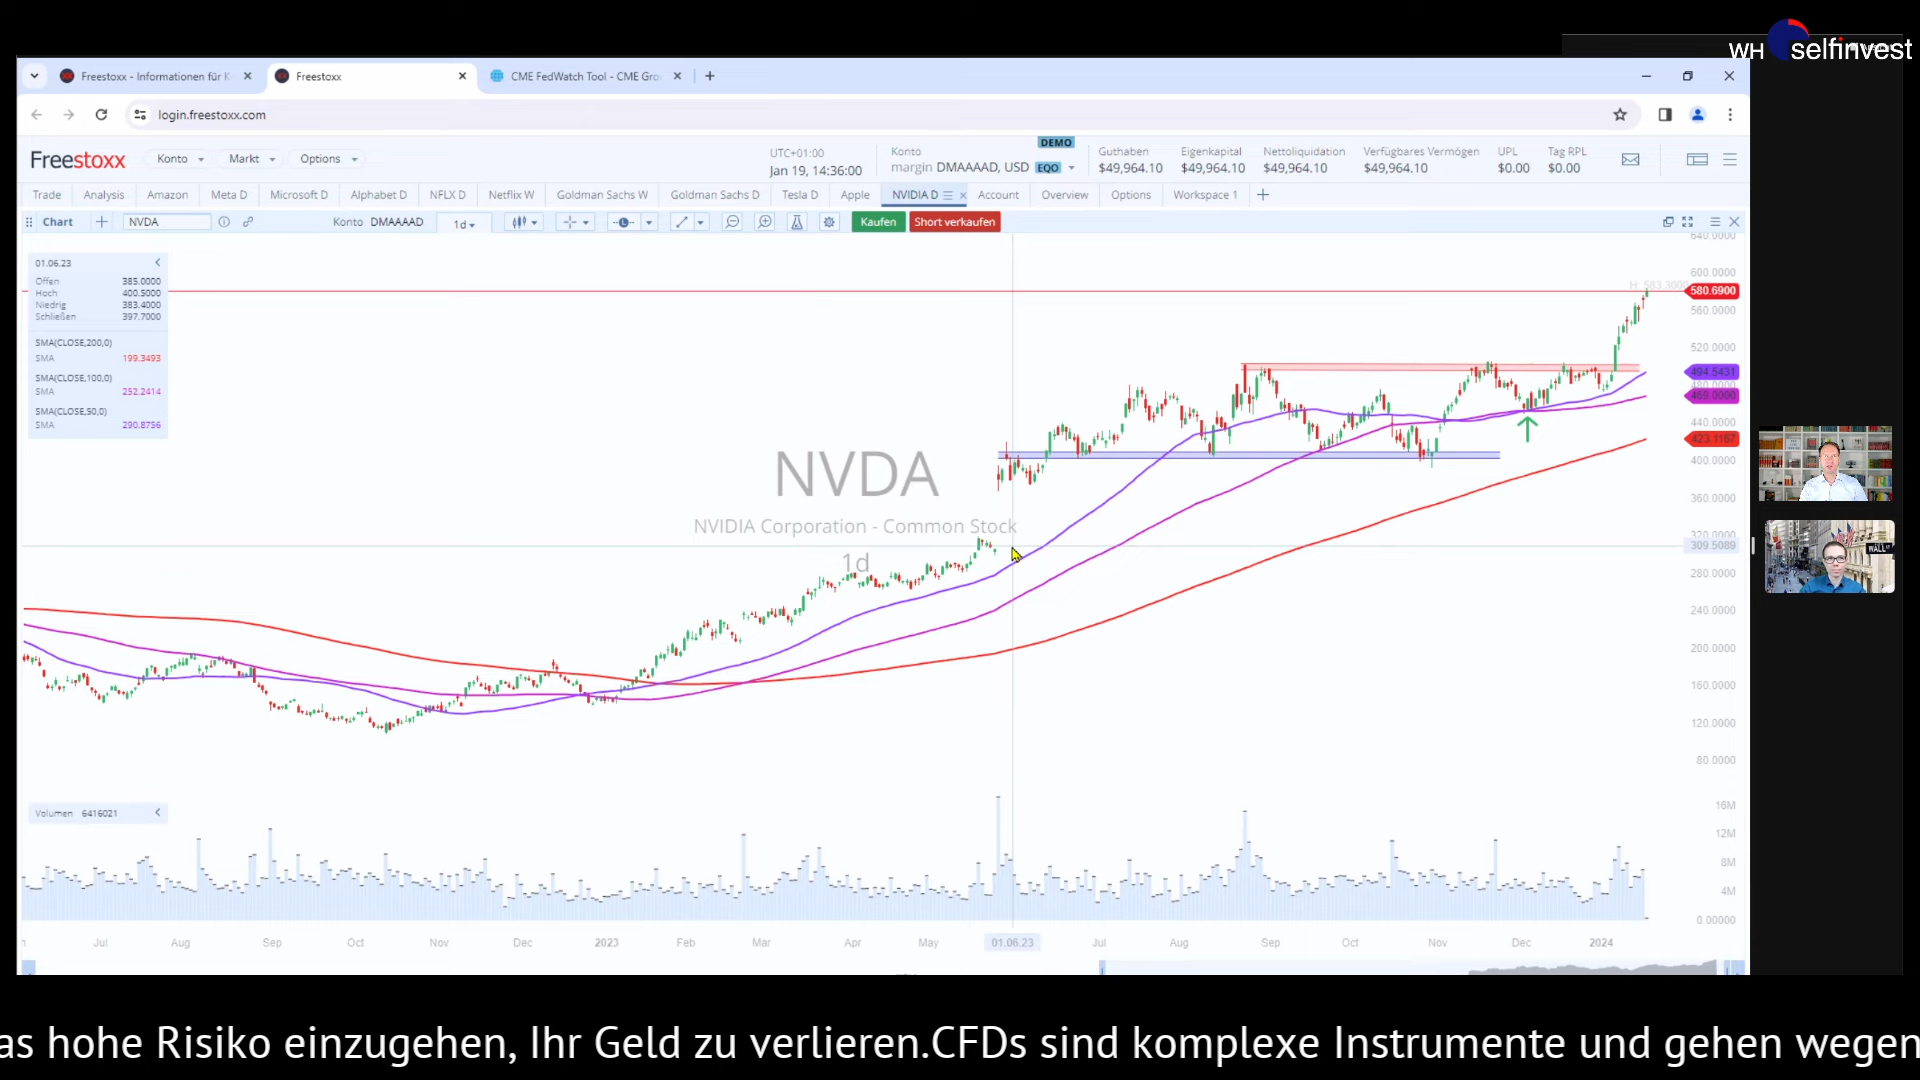 WH selfinvest
Freestoxx - Informationen für K
Freestoxx
CME FedWatch Tool - CME Gro
login.freestoxx.com
Freestoxx
Konto
Markt
Options
UTC+01:00
Jan 19, 14:36:00
DEMO
Konto
margin DMAAAAD, USD EQO
Guthaben
$49,964.10
Eigenkapital
$49,964.10
Nettoliquidation
$49,964.10
Verfügbares Vermögen
$49,964.10
UPL
$0.00
Tag RPL
$0.00
Trade Analysis Amazon Meta D Microsoft D Alphabet D NFLX D Netflix W Goldman Sachs W Goldman Sachs D Tesla D Apple NVIDIA D Account Overview Options Workspace 1
Chart NVDA Konto DMAAAAD 1d Kaufen Short verkaufen
01.06.23
Offen 385.0000
Hoch 400.5000
Niedrig 383.4000
Schließen 397.7000
SMA(CLOSE,200,0)
SMA 199.3493
SMA(CLOSE,100,0)
SMA 252.2414
SMA(CLOSE,50,0)
SMA 290.8756
NVDA
NVIDIA Corporation - Common Stock
1d
640.0000
600.0000
H: 583.3000
580.6900
560.0000
520.0000
494.5431
480.0000
469.0000
440.0000
423.1167
400.0000
360.0000
320.0000
309.5089
280.0000
240.0000
200.0000
160.0000
120.0000
80.0000
WALL
Volumen 6416021
16M
12M
8M
4M
0.00000
Jul Aug Sep Oct Nov Dec 2023 Feb Mar Apr May 01.06.23 Jul Aug Sep Oct Nov Dec 2024
as hohe Risiko einzugehen, Ihr Geld zu verlieren.CFDs sind komplexe Instrumente und gehen wegen